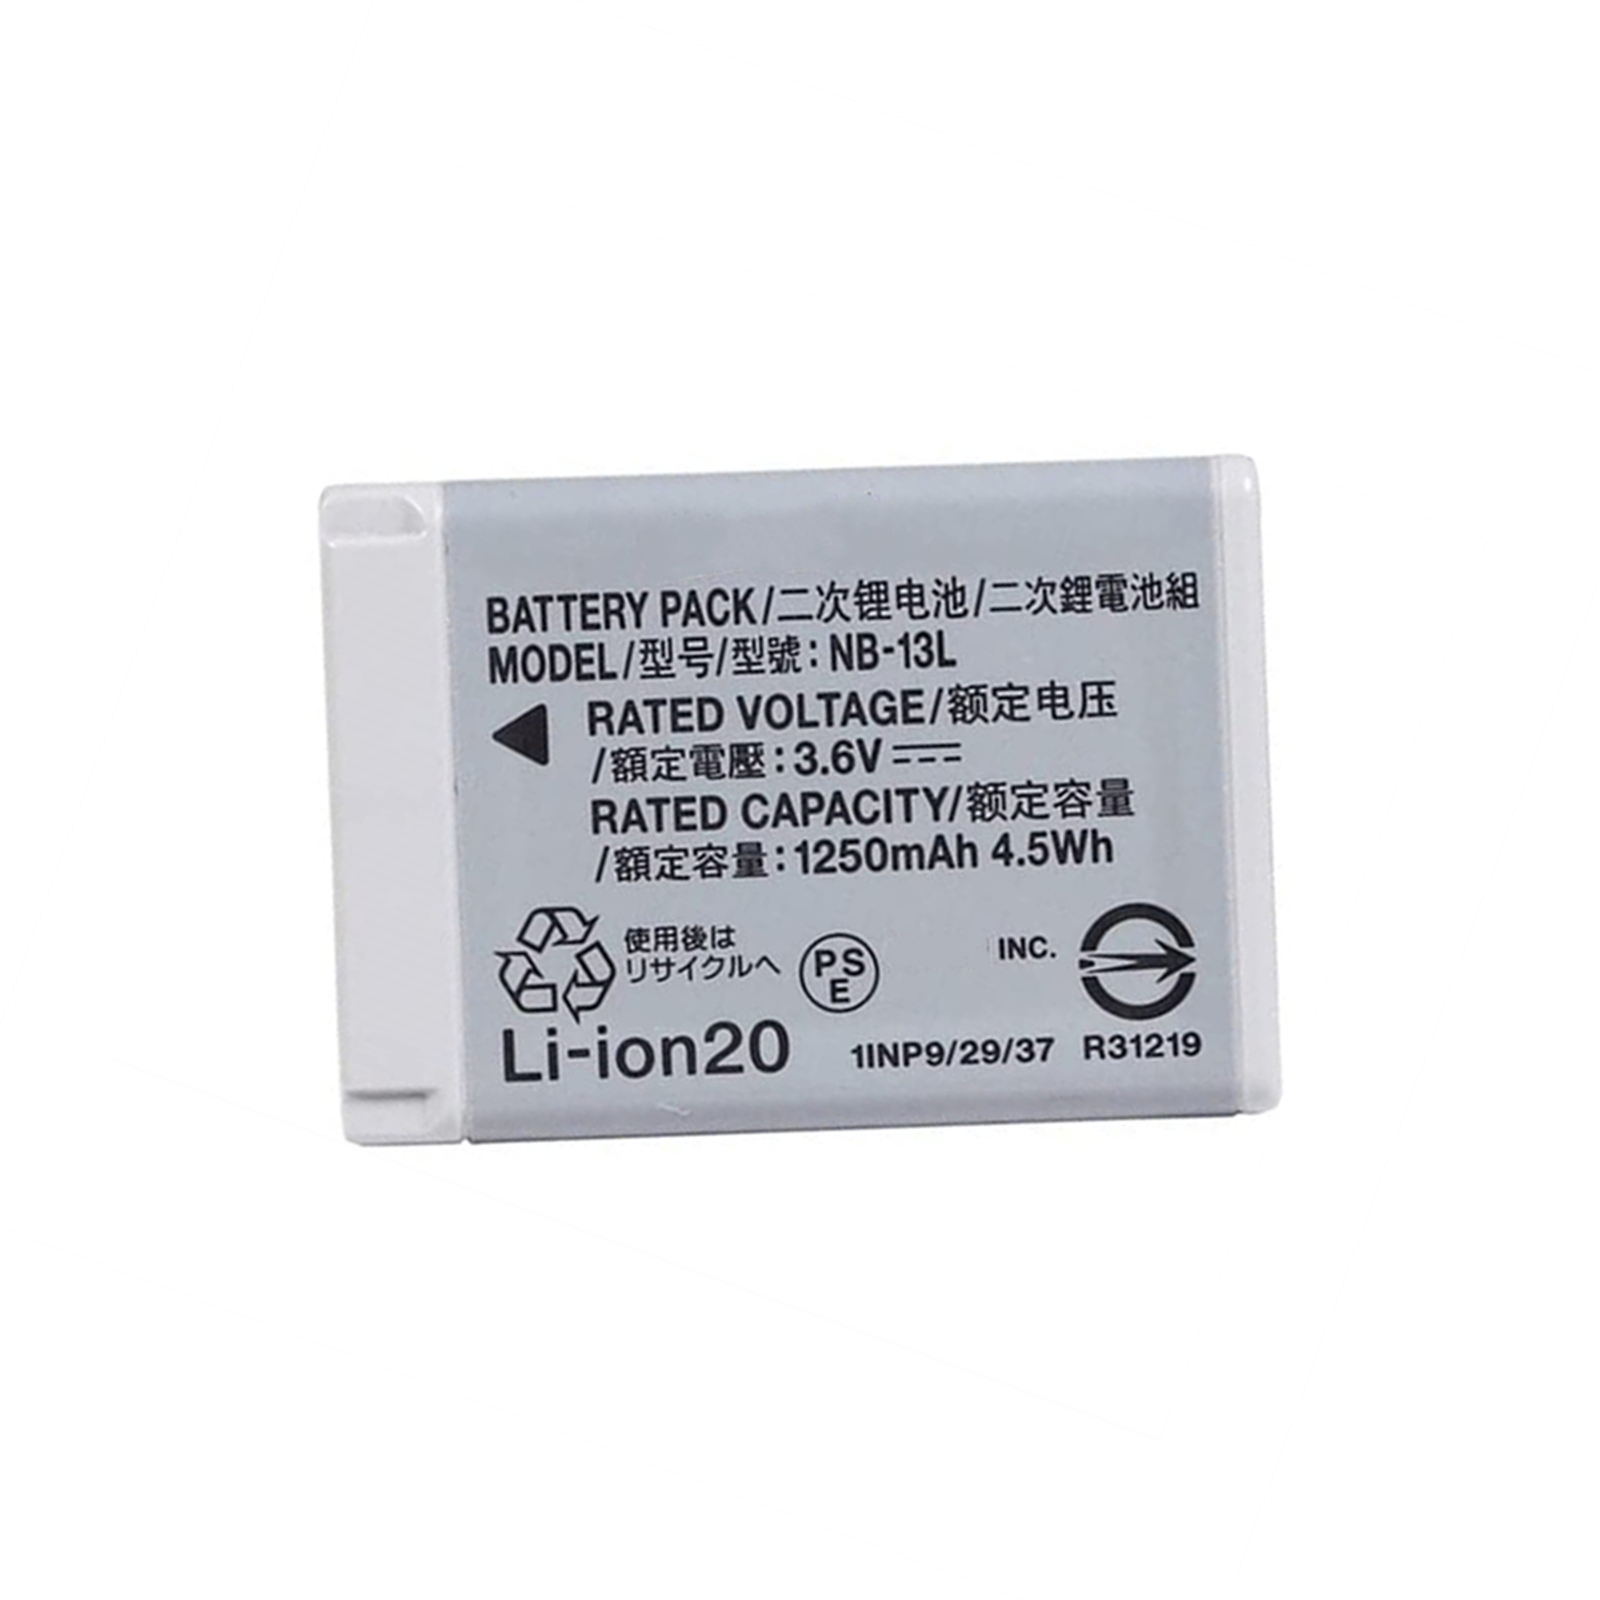 BATTERY PACK/二次锂电池/二次鋰電池組
MODEL/型号/型號:NB-13L
RATED VOLTAGE/额定电压
/額定電壓:3.6V
RATED CAPACITY/额定容量
/額定容量:1250mAh 4.5Wh
使用後は
リサイクルへ
PS
E
INC.
Li-ion20
1INP9/29/37
R31219